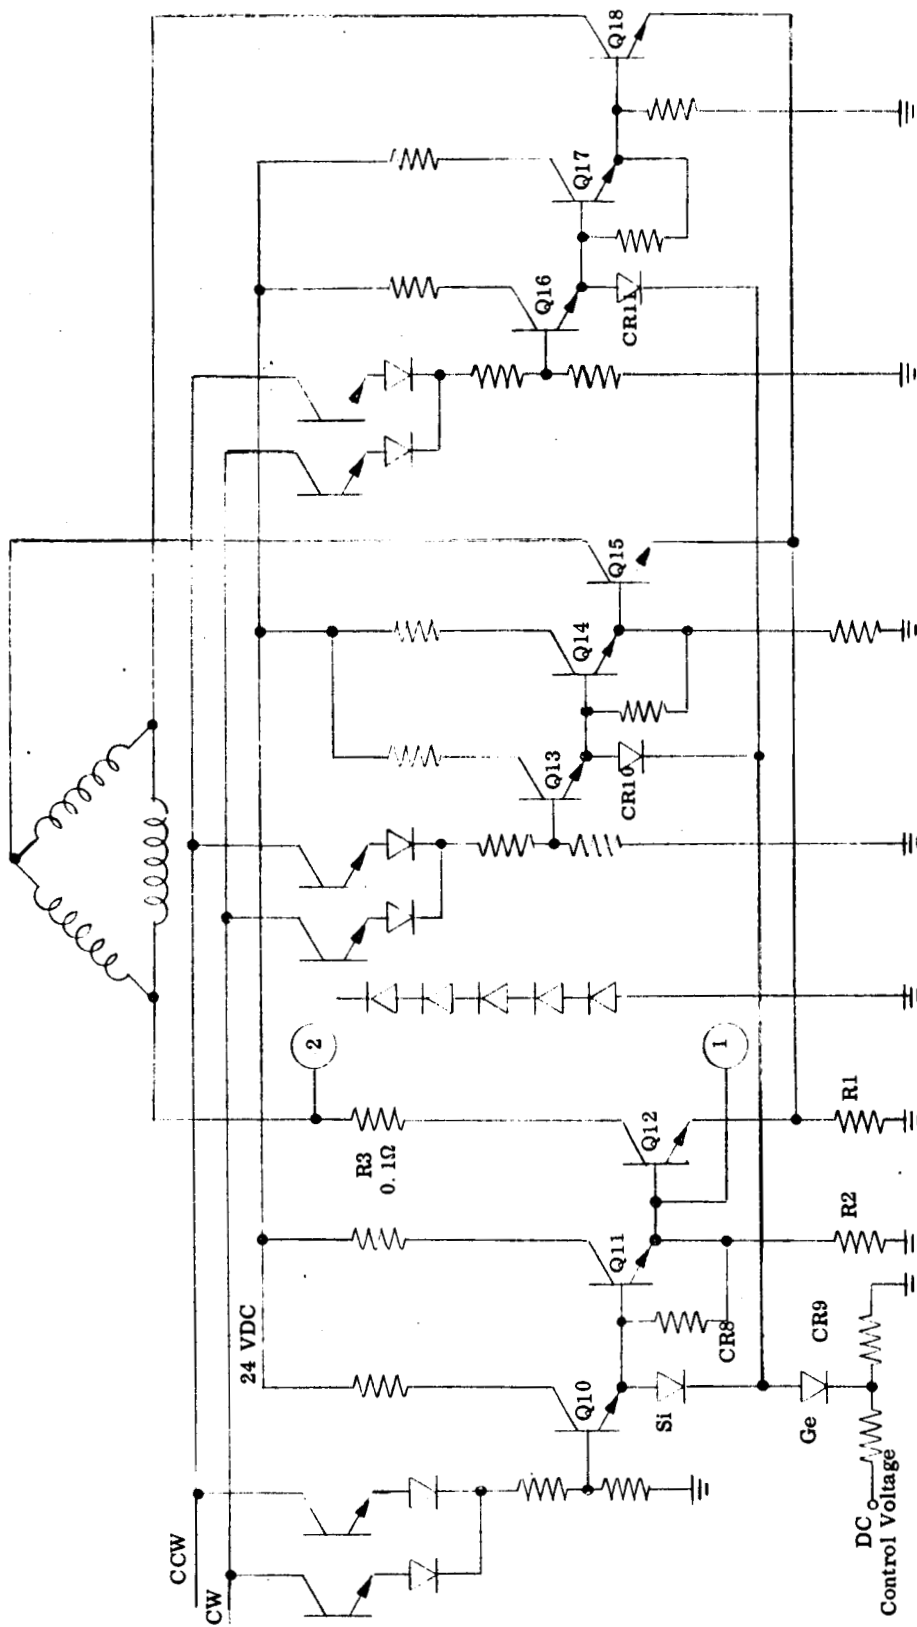 CCW
CW
24 VDC
Q10
Q11
Q12
R3
0.1Ω
2
1
Si
CR8
Ge
CR9
R2
R1
DC
Control Voltage
Q13
Q14
Q15
CR10
Q16
Q17
Q18
CR11